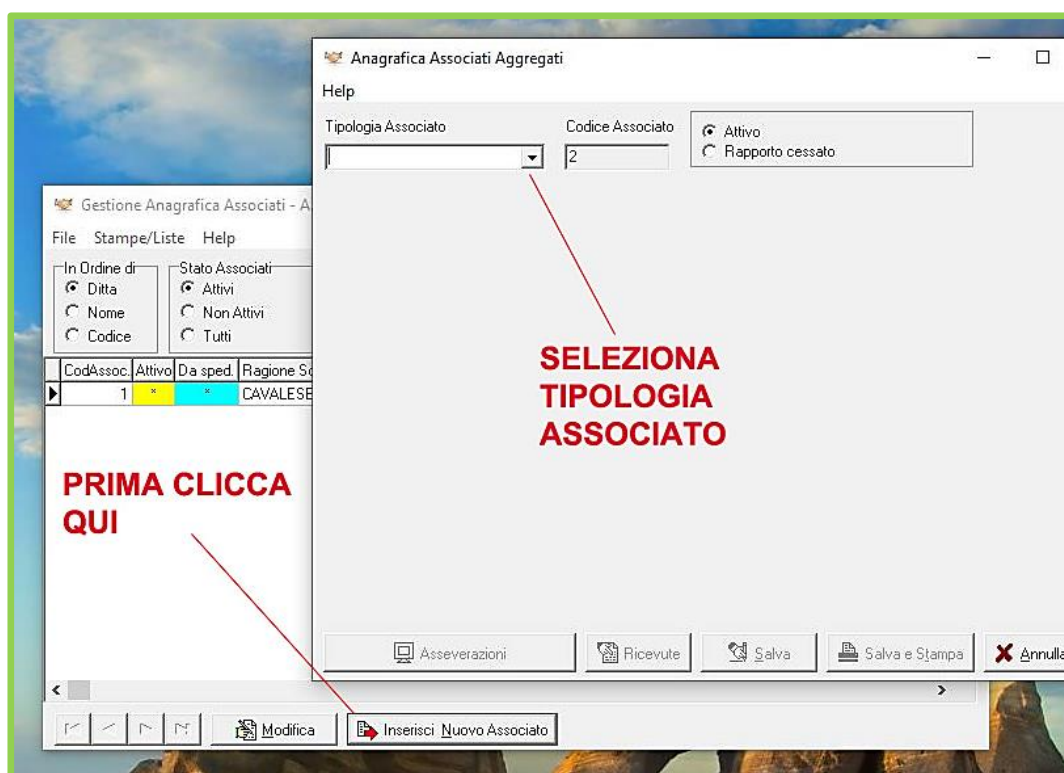 Anagrafica Associati Aggregati
Help
Tipologia Associato
Codice Associato
2
Attivo
Rapporto cessato
Gestione Anagrafica Associati - A
File Stampe/Liste Help
In Ordine di
Ditta
Nome
Codice
Stato Associati
Attivi
Non Attivi
Tutti
CodAssoc. Attivo Da sped. Ragione So
1 * * CAVALESE
SELEZIONA
TIPOLOGIA
ASSOCIATO
PRIMA CLICCA
QUI
Asseverazioni
Ricevute
Salva
Salva e Stampa
Annulla
Modifica
Inserisci Nuovo Associato